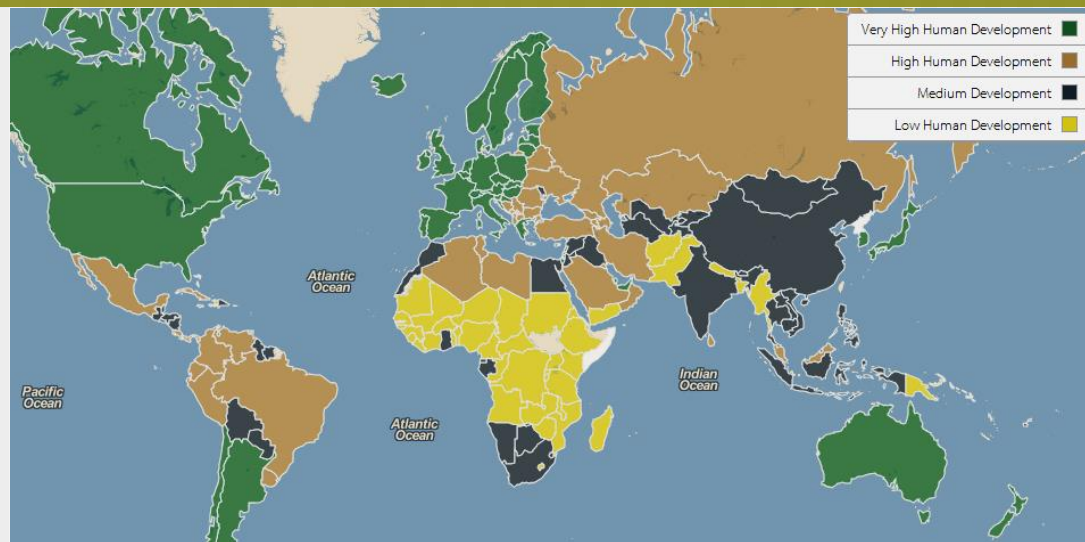 Very High Human Development
High Human Development
Medium Development
Low Human Development
Atlantic
Ocean
Pacific
Ocean
Indian
Ocean
Atlantic
Ocean